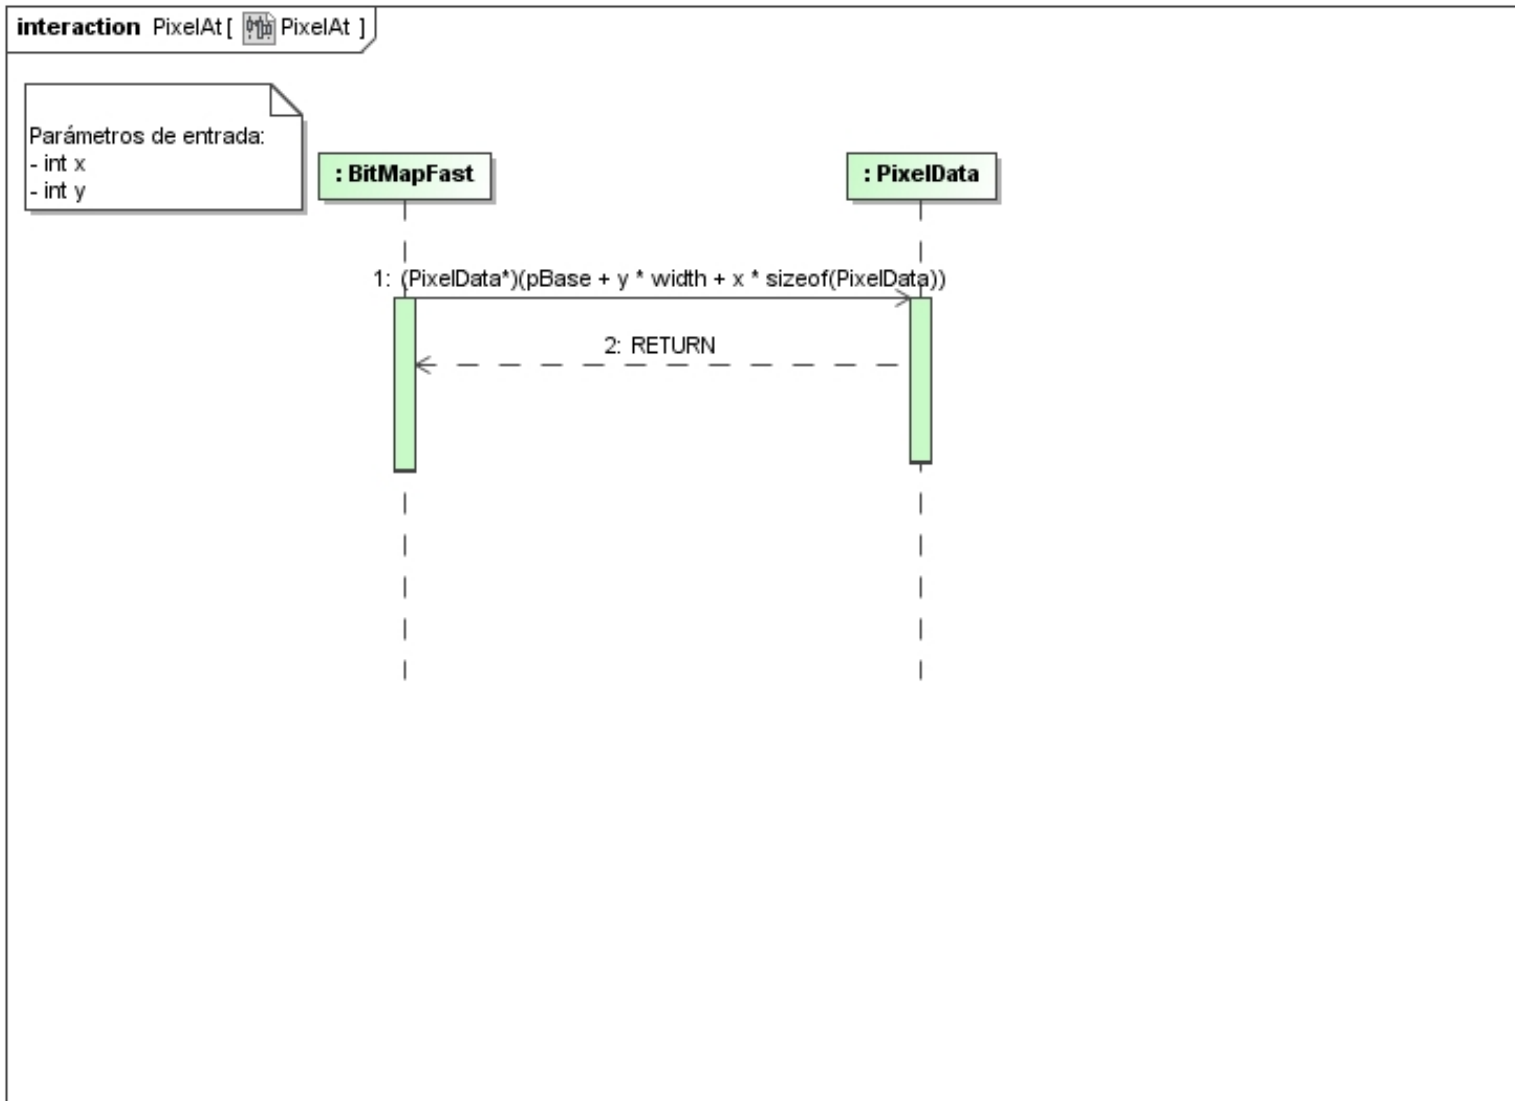 interaction PixelAt [ PixelAt ]
Parámetros de entrada:
- int x
- int y
: BitMapFast
: PixelData
1: (PixelData*)(pBase + y * width + x * sizeof(PixelData))
2: RETURN